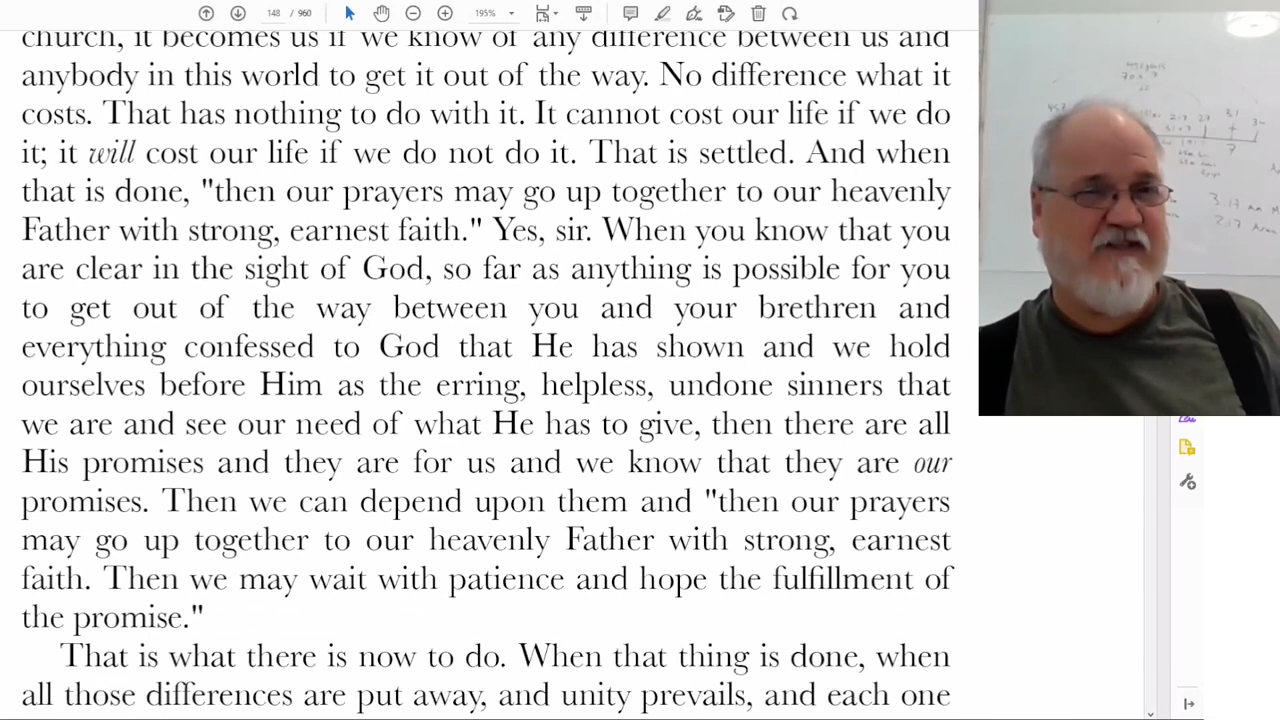 148 / 960
195%
church, it becomes us if we know of any difference between us and
anybody in this world to get it out of the way. No difference what it
costs. That has nothing to do with it. It cannot cost our life if we do
it; it will cost our life if we do not do it. That is settled. And when
that is done, "then our prayers may go up together to our heavenly
Father with strong, earnest faith." Yes, sir. When you know that you
are clear in the sight of God, so far as anything is possible for you
to get out of the way between you and your brethren and
everything confessed to God that He has shown and we hold
ourselves before Him as the erring, helpless, undone sinners that
we are and see our need of what He has to give, then there are all
His promises and they are for us and we know that they are our
promises. Then we can depend upon them and "then our prayers
may go up together to our heavenly Father with strong, earnest
faith. Then we may wait with patience and hope the fulfillment of
the promise."
That is what there is now to do. When that thing is done, when
all those differences are put away, and unity prevails, and each one
3.17
2.17